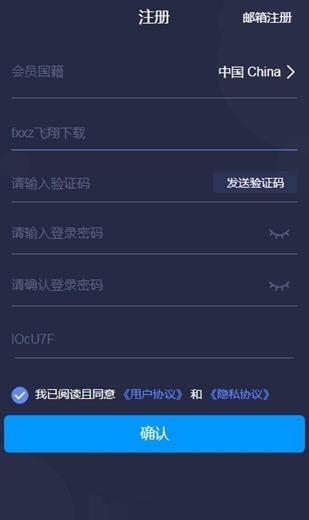 注册 邮箱注册
会员国籍 中国 China
fxxz飞翔下载
请输入验证码 发送验证码
请输入登录密码
请确认登录密码
lOcU7F
我已阅读且同意 《用户协议》 和 《隐私协议》
确认